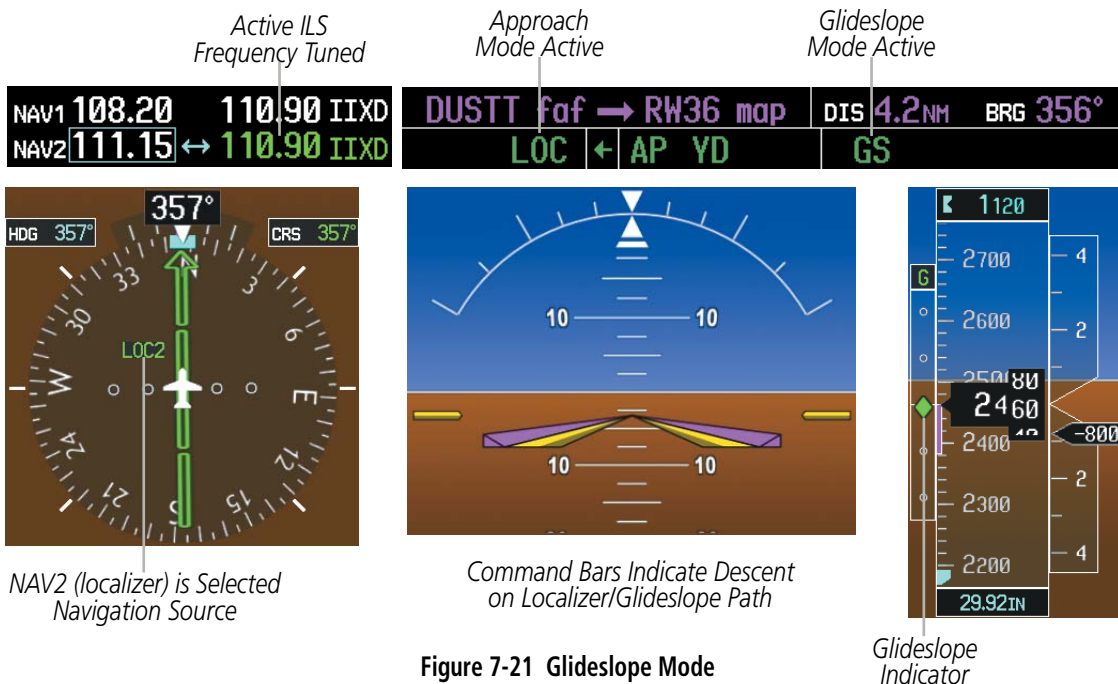 Active ILS
Frequency Tuned
Approach
Mode Active
Glideslope
Mode Active
NAV1 108.20 110.90 IIXD
NAV2 111.15 ↔ 110.90 IIXD
DUSTT faf → RW36 map DIS 4.2NM BRG 356°
LOC ← AP YD GS
357°
HDG 357° CRS 357°
N
3
6
E
12
15
S
21
24
W
30
33
LOC2
10 10
10 10
1120
G
2700
2600
2500
2400
2300
2200
2460
80
4
2
-800
2
4
29.92IN
NAV2 (localizer) is Selected
Navigation Source
Command Bars Indicate Descent
on Localizer/Glideslope Path
Glideslope
Indicator
Figure 7-21 Glideslope Mode